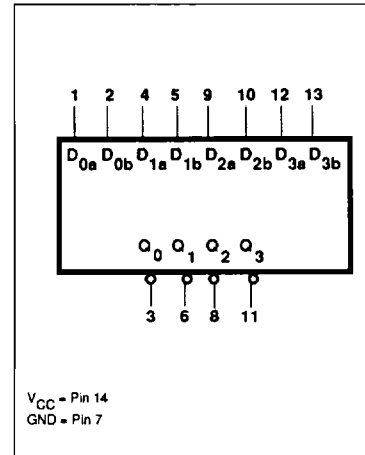 1 2 4 5 9 10 12 13
D0a D0b D1a D1b D2a D2b D3a D3b
Q0 Q1 Q2 Q3
3 6 8 11
VCC = Pin 14
GND = Pin 7